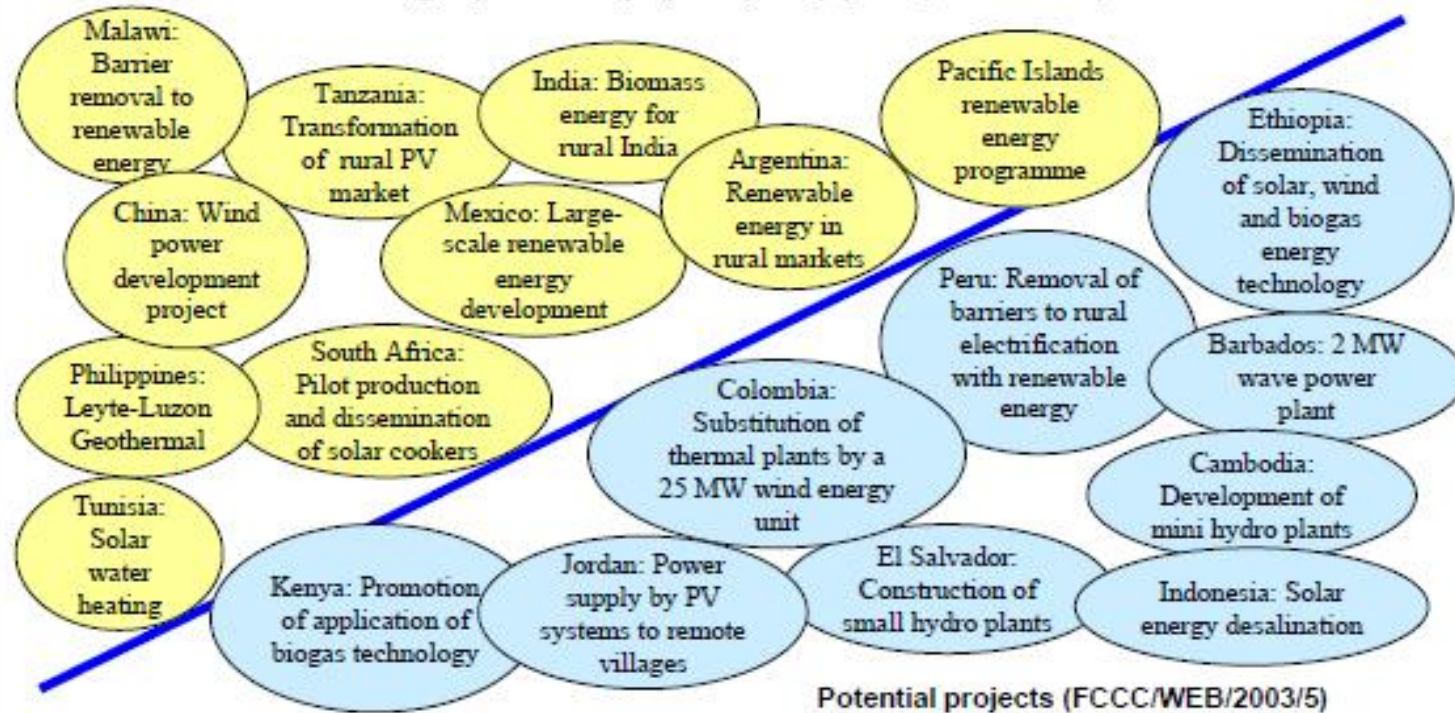 Malawi:
Barrier
removal to
renewable
energy
Tanzania:
Transformation
of rural PV
market
India: Biomass
energy for
rural India
Pacific Islands
renewable
energy
programme
Ethiopia:
Dissemination
of solar, wind
and biogas
energy
technology
China: Wind
power
development
project
Mexico: Large-
scale renewable
energy
development
Argentina:
Renewable
energy in
rural markets
Peru: Removal of
barriers to rural
electrification
with renewable
energy
Philippines:
Leyte-Luzon
Geothermal
South Africa:
Pilot production
and dissemination
of solar cookers
Colombia:
Substitution of
thermal plants by a
25 MW wind energy
unit
Barbados: 2 MW
wave power
plant
Cambodia:
Development of
mini hydro plants
Tunisia:
Solar
water
heating
Kenya: Promotion
of application of
biogas technology
Jordan: Power
supply by PV
systems to remote
villages
El Salvador:
Construction of
small hydro plants
Indonesia: Solar
energy desalination
Potential projects (FCCC/WEB/2003/5)